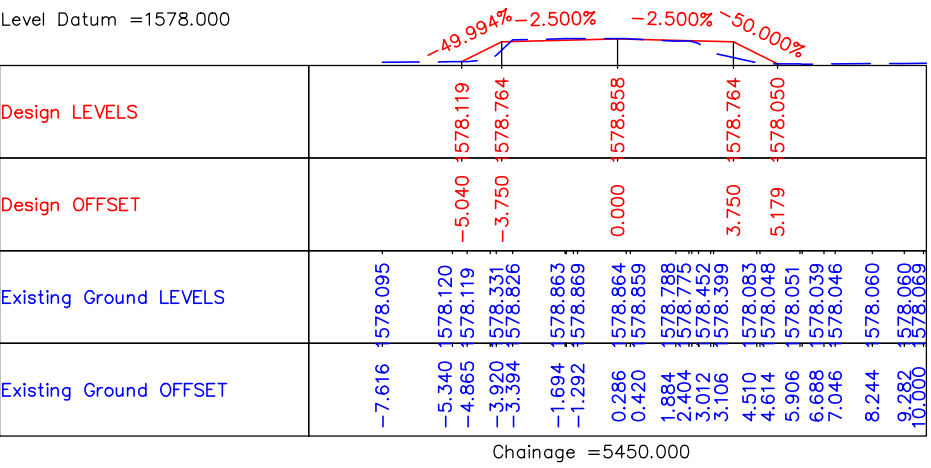 Level Datum =1578.000
-49.994% -2.500% -2.500% -50.000%
Design LEVELS 1578.119 1578.764 1578.858 1578.764 1578.050
Design OFFSET -5.040 -3.750 0.000 3.750 5.179
Existing Ground LEVELS 1578.095 1578.120 1578.119 1578.331 1578.826 1578.863 1578.869 1578.864 1578.859 1578.788 1578.775 1578.452 1578.399 1578.083 1578.048 1578.051 1578.039 1578.046 1578.060 1578.060 1578.069
Existing Ground OFFSET -7.616 -5.340 -4.865 -3.920 -3.394 -1.694 -1.292 0.286 0.420 1.884 2.404 3.012 3.106 4.510 4.614 5.906 6.688 7.046 8.244 9.282 10.000
Chainage =5450.000